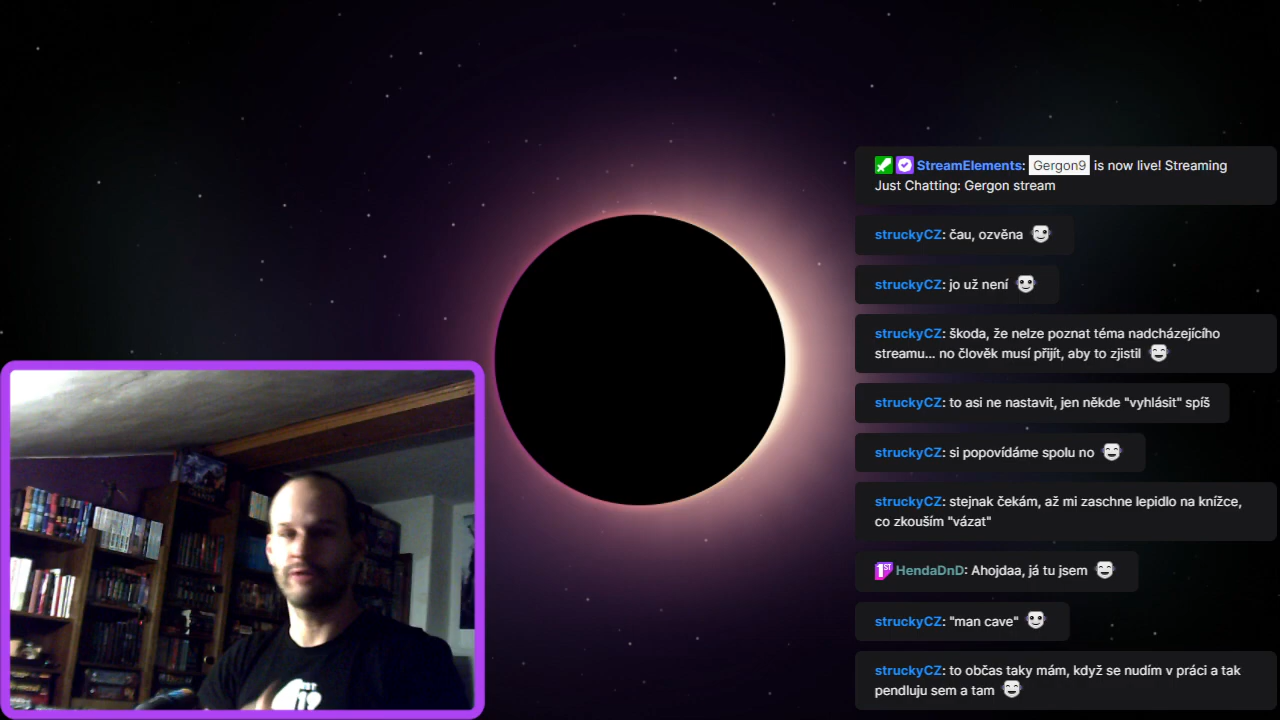 StreamElements: Gergon9 is now live! Streaming
Just Chatting: Gergon stream
struckyCZ: čau, ozvěna
struckyCZ: jo už není
struckyCZ: škoda, že nelze poznat téma nadcházejícího
streamu... no člověk musí přijít, aby to zjistil
struckyCZ: to asi ne nastavit, jen někde "vyhlásit" spíš
struckyCZ: si popovídáme spolu no
struckyCZ: stejnak čekám, až mi zaschne lepidlo na knížce,
co zkouším "vázat"
1ST HendaDnD: Ahojdaa, já tu jsem
struckyCZ: "man cave"
struckyCZ: to občas taky mám, když se nudím v práci a tak
pendluju sem a tam